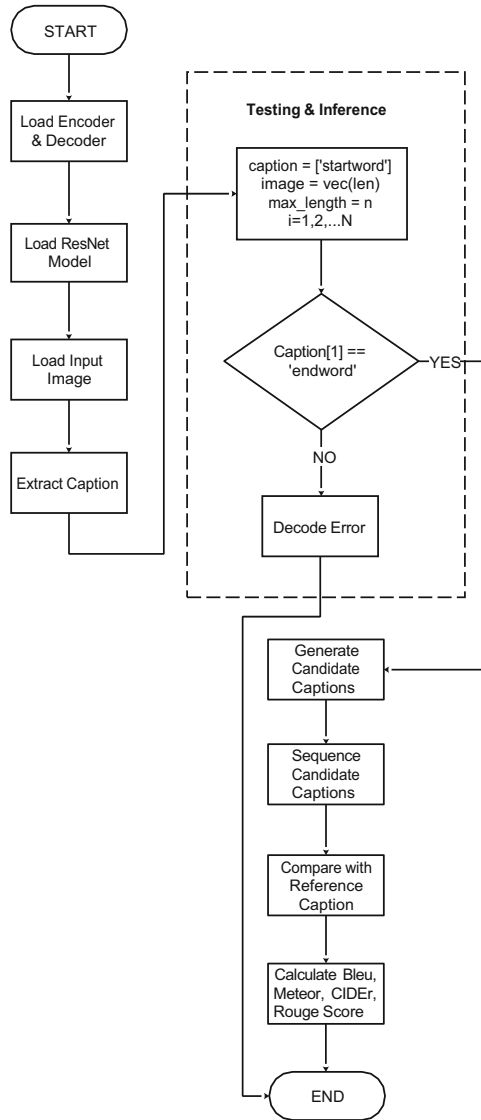 START
Load Encoder
& Decoder
Load ResNet
Model
Load Input
Image
Extract Caption
Testing & Inference
caption = ['startword']
image = vec(len)
max_length = n
i=1,2,...N
Caption[1] ==
'endword'
YES
NO
Decode Error
Generate
Candidate
Captions
Sequence
Candidate
Captions
Compare with
Reference
Caption
Calculate Bleu,
Meteor, CIDEr,
Rouge Score
END